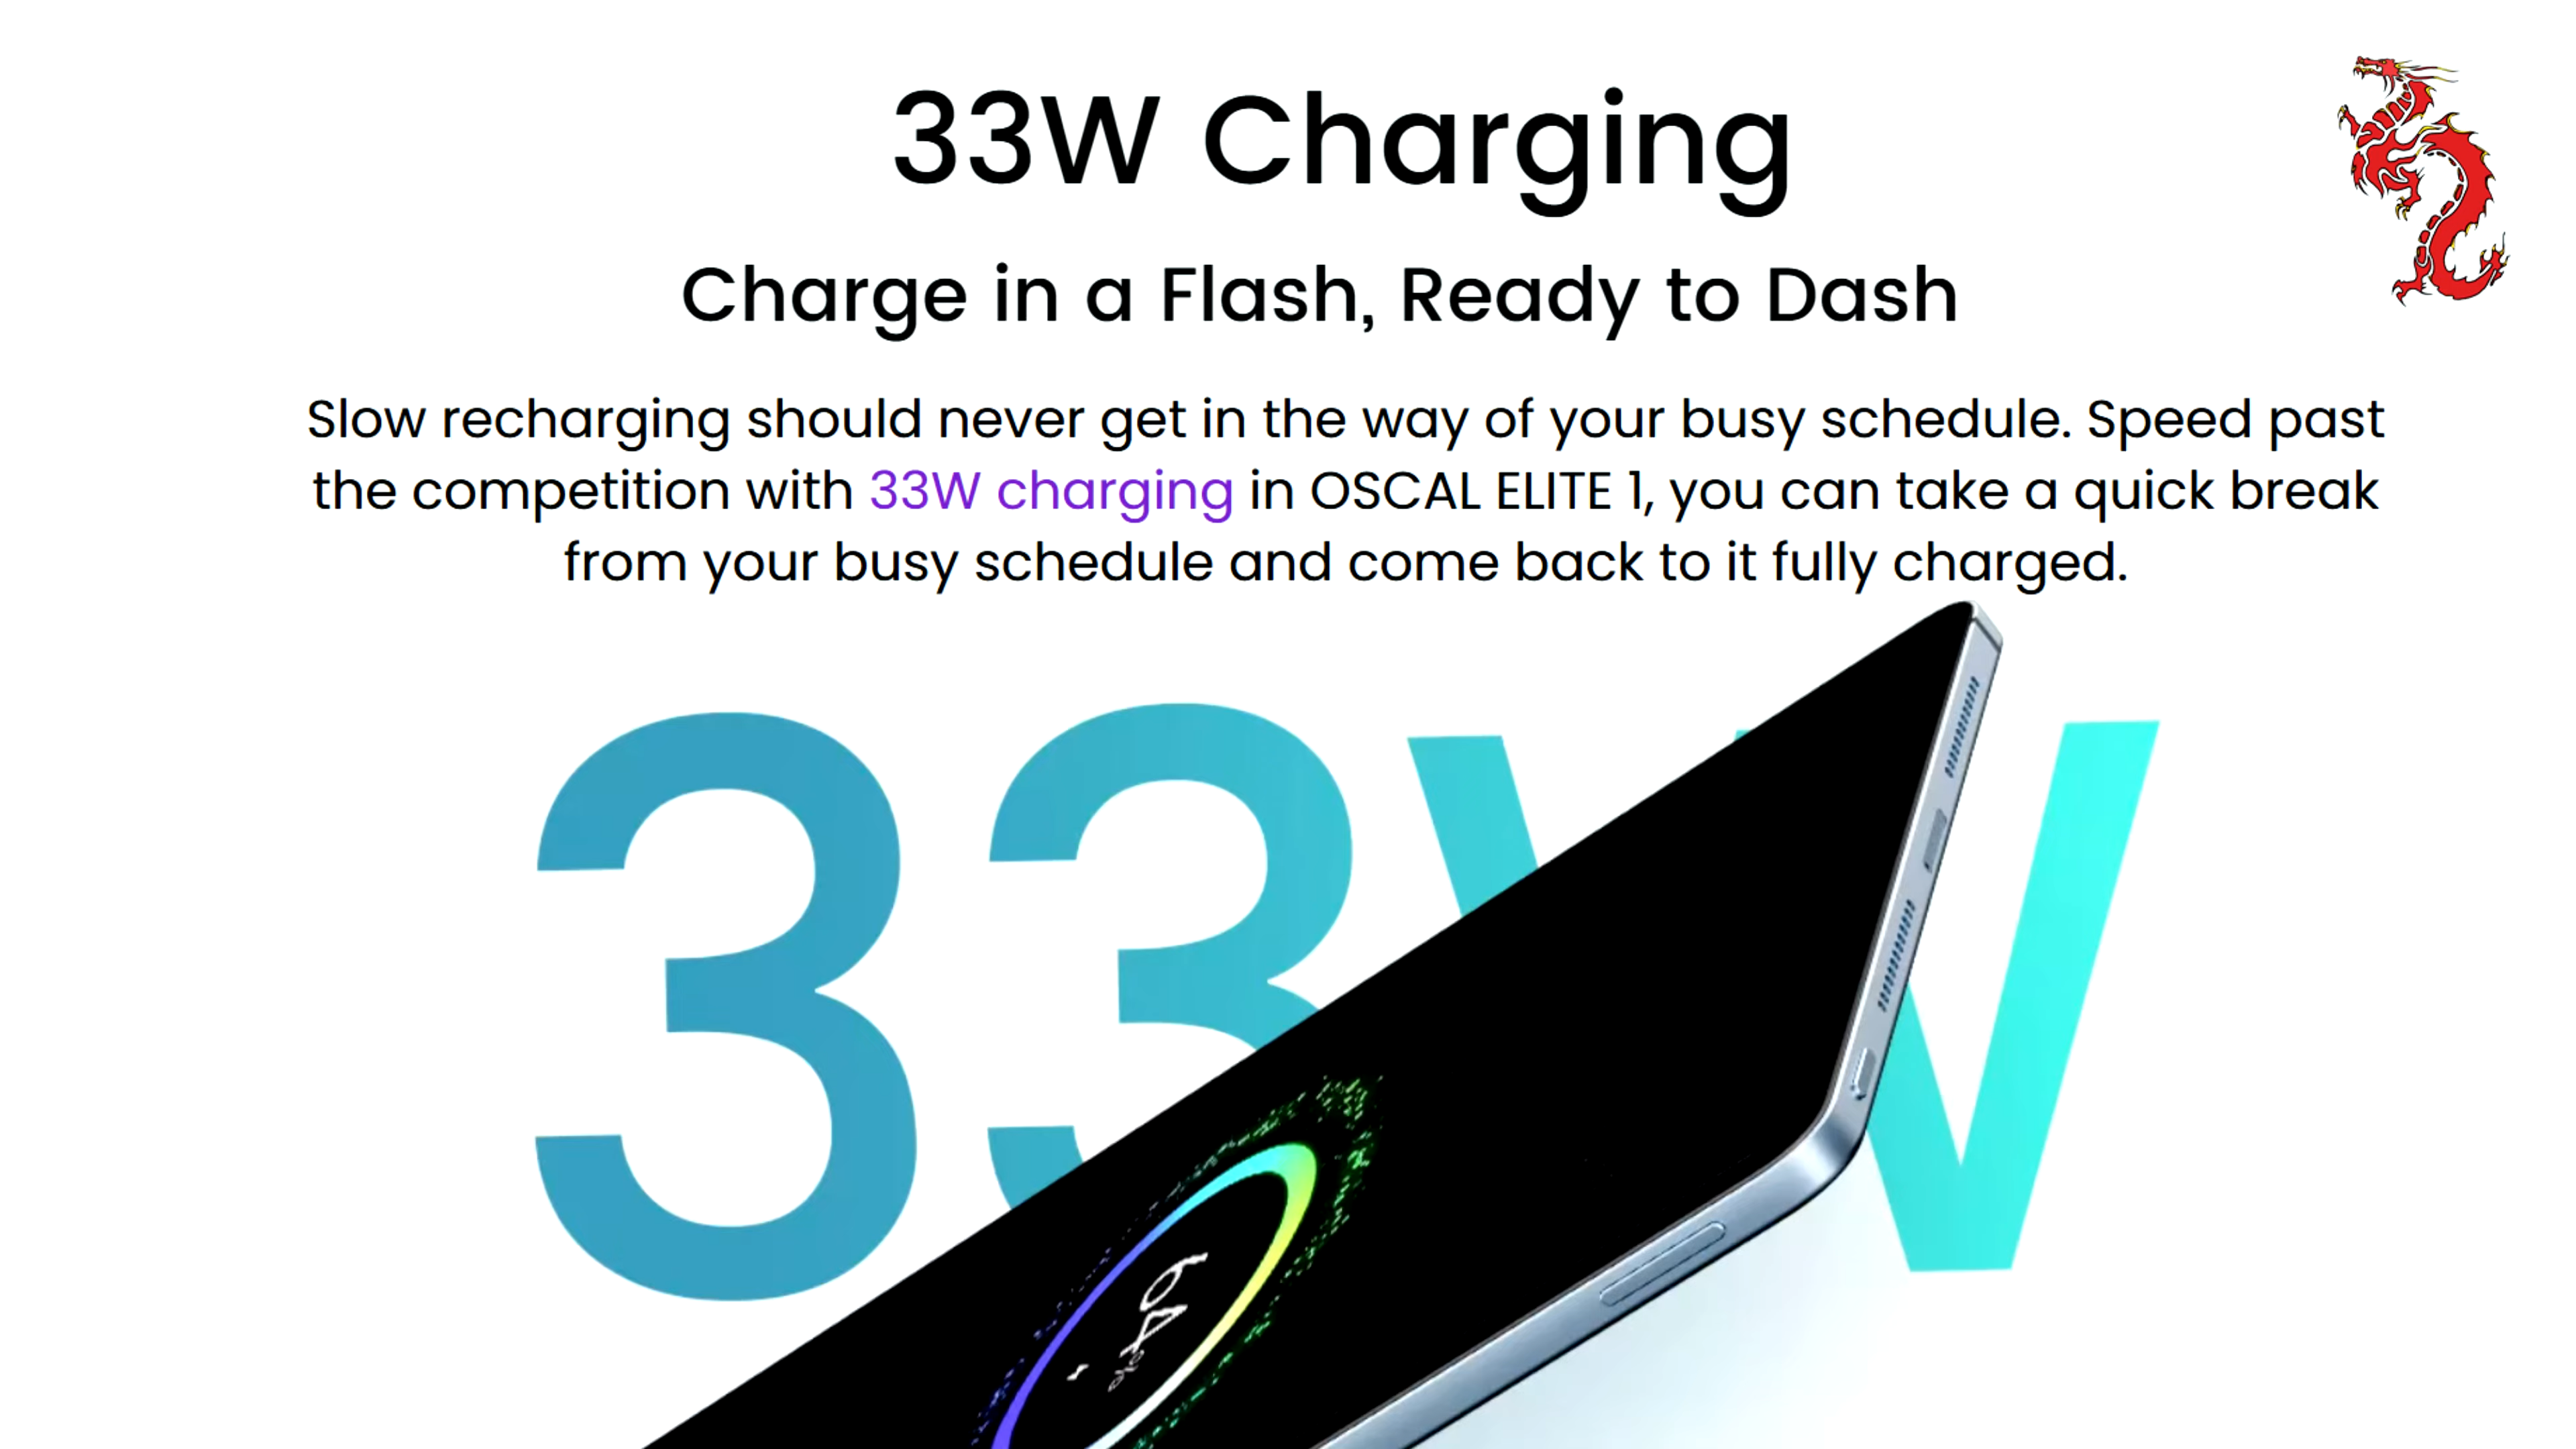 33W Charging
Charge in a Flash, Ready to Dash
Slow recharging should never get in the way of your busy schedule. Speed past
the competition with 33W charging in OSCAL ELITE 1, you can take a quick break
from your busy schedule and come back to it fully charged.
33W
64%